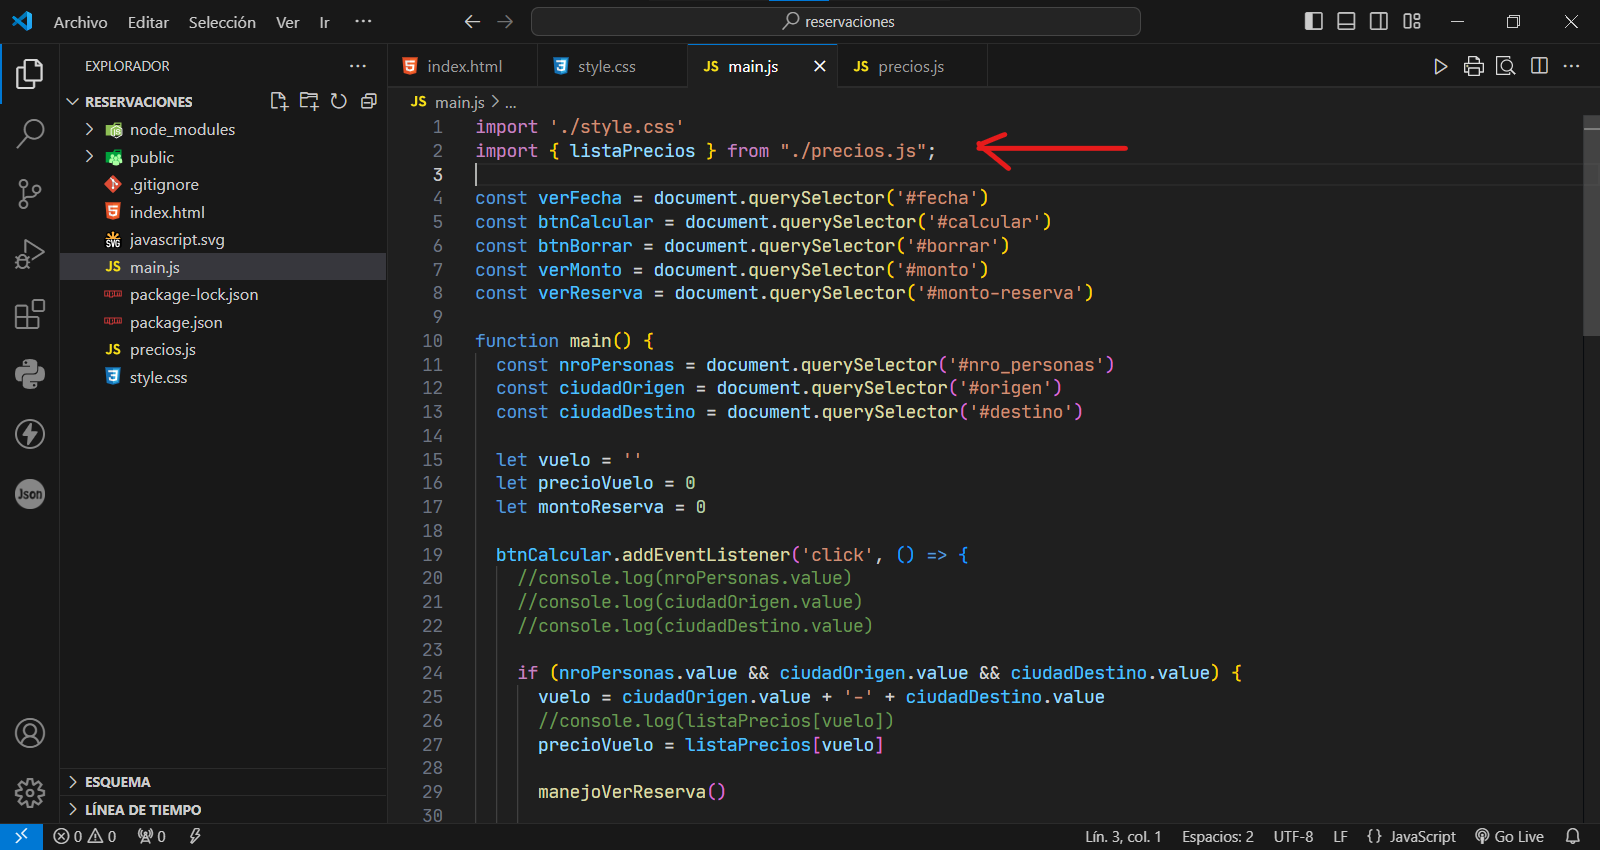 Archivo Editar Selección Ver Ir ···
reservaciones
EXPLORADOR ···
RESERVACIONES
node_modules
public
.gitignore
index.html
SVG javascript.svg
JS main.js
package-lock.json
package.json
JS precios.js
style.css
Json
ESQUEMA
LÍNEA DE TIEMPO
index.html
style.css
JS main.js
JS precios.js
JS main.js > ...
1 import './style.css'
2 import { listaPrecios } from "./precios.js";
3
4 const verFecha = document.querySelector('#fecha')
5 const btnCalcular = document.querySelector('#calcular')
6 const btnBorrar = document.querySelector('#borrar')
7 const verMonto = document.querySelector('#monto')
8 const verReserva = document.querySelector('#monto-reserva')
9
10 function main() {
11 const nroPersonas = document.querySelector('#nro_personas')
12 const ciudadOrigen = document.querySelector('#origen')
13 const ciudadDestino = document.querySelector('#destino')
14
15 let vuelo = ''
16 let precioVuelo = 0
17 let montoReserva = 0
18
19 btnCalcular.addEventListener('click', () => {
20 //console.log(nroPersonas.value)
21 //console.log(ciudadOrigen.value)
22 //console.log(ciudadDestino.value)
23
24 if (nroPersonas.value && ciudadOrigen.value && ciudadDestino.value) {
25 vuelo = ciudadOrigen.value + '-' + ciudadDestino.value
26 //console.log(listaPrecios[vuelo])
27 precioVuelo = listaPrecios[vuelo]
28
29 manejoVerReserva()
30
0 0 0 Lín. 3, col. 1 Espacios: 2 UTF-8 LF {} JavaScript Go Live